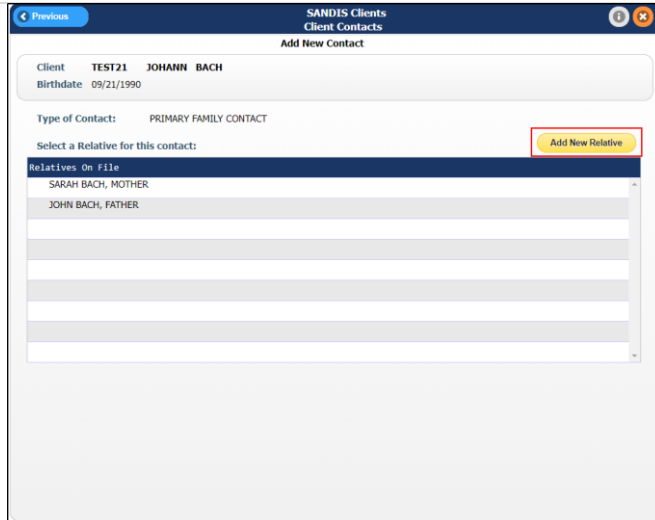 Previous
SANDIS Clients
Client Contacts
Add New Contact
Client TEST21 JOHANN BACH
Birthdate 09/21/1990
Type of Contact: PRIMARY FAMILY CONTACT
Select a Relative for this contact:
Add New Relative
Relatives On File
SARAH BACH, MOTHER
JOHN BACH, FATHER